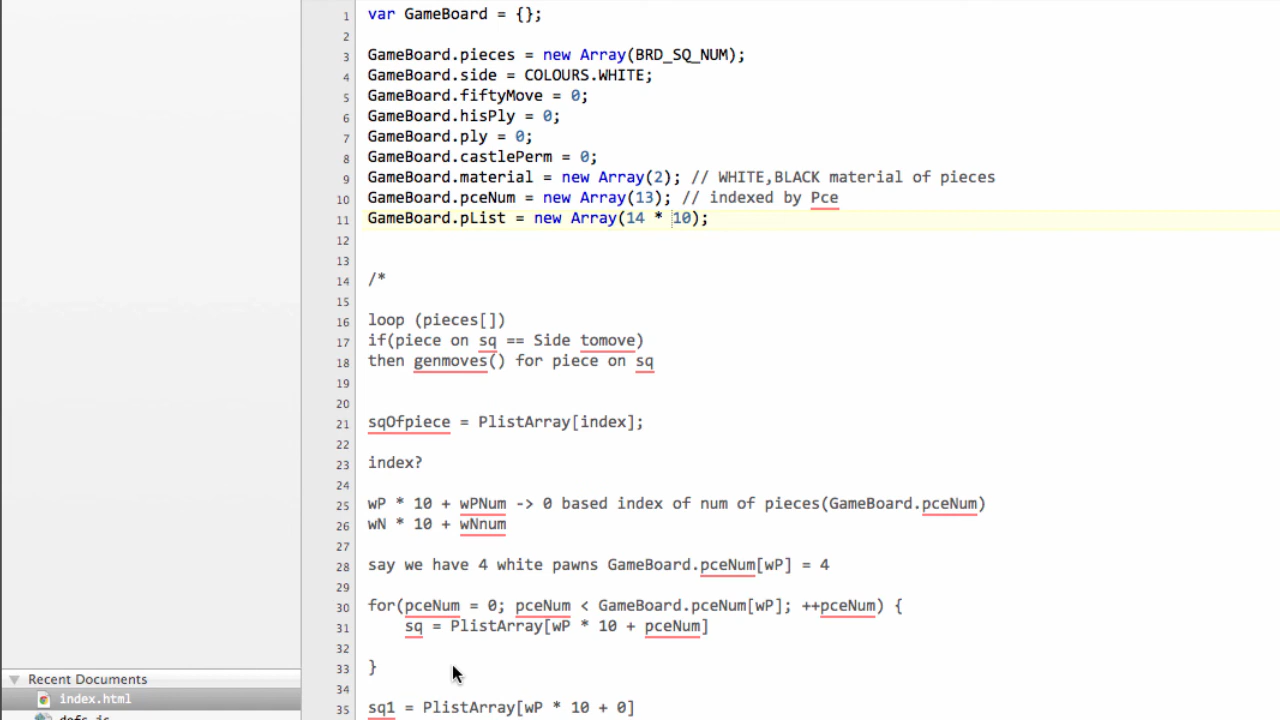 1 var GameBoard = {};
2
3 GameBoard.pieces = new Array(BRD_SQ_NUM);
4 GameBoard.side = COLOURS.WHITE;
5 GameBoard.fiftyMove = 0;
6 GameBoard.hisPly = 0;
7 GameBoard.ply = 0;
8 GameBoard.castlePerm = 0;
9 GameBoard.material = new Array(2); // WHITE,BLACK material of pieces
10 GameBoard.pceNum = new Array(13); // indexed by Pce
11 GameBoard.pList = new Array(14 * 10);
12
13
14 /*
15
16 loop (pieces[])
17 if(piece on sq == Side tomove)
18 then genmoves() for piece on sq
19
20
21 sqOfpiece = PlistArray[index];
22
23 index?
24
25 wP * 10 + wPNum -> 0 based index of num of pieces(GameBoard.pceNum)
26 wN * 10 + wNnum
27
28 say we have 4 white pawns GameBoard.pceNum[wP] = 4
29
30 for(pceNum = 0; pceNum < GameBoard.pceNum[wP]; ++pceNum) {
31 sq = PlistArray[wP * 10 + pceNum]
32
33 }
34
35 sq1 = PlistArray[wP * 10 + 0]
Recent Documents
index.html
defs.js